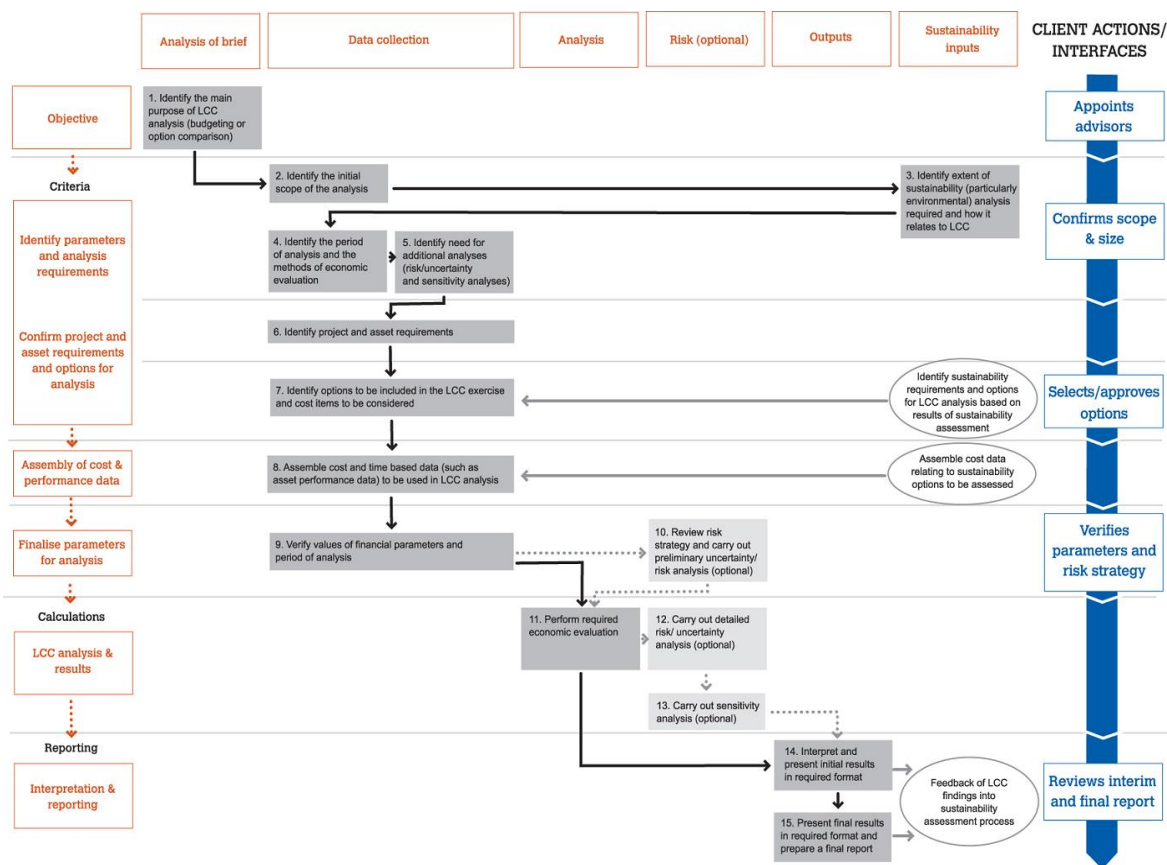 Analysis of brief
Data collection
Analysis
Risk (optional)
Outputs
Sustainability
inputs
CLIENT ACTIONS/
INTERFACES
Objective
1. Identify the main
purpose of LCC
analysis (budgeting or
option comparison)
Appoints
advisors
Criteria
2. Identify the initial
scope of the analysis
3. Identify extent of
sustainability (particularly
environmental) analysis
required and how it
relates to LCC
Identify parameters
and analysis
requirements
4. Identify the period
of analysis and the
methods of economic
evaluation
5. Identify need for
additional analyses
(risk/uncertainty
and sensitivity analyses)
Confirms scope
& size
Confirm project and
asset requirements
and options for
analysis
6. Identify project and asset requirements
7. Identify options to be included in the LCC exercise
and cost items to be considered
Identify sustainability
requirements and options
for LCC analysis based on
results of sustainability
assessment
Selects/approves
options
Assembly of cost &
performance data
8. Assemble cost and time based data (such as
asset performance data) to be used in LCC analysis
Assemble cost data
relating to sustainability
options to be assessed
Finalise parameters
for analysis
9. Verify values of financial parameters and
period of analysis
10. Review risk
strategy and carry out
preliminary uncertainty/
risk analysis (optional)
Verifies
parameters and
risk strategy
Calculations
LCC analysis &
results
11. Perform required
economic evaluation
12. Carry out detailed
risk/ uncertainty
analysis (optional)
13. Carry out sensitivity
analysis (optional)
Reporting
Interpretation &
reporting
14. Interpret and
present initial results
in required format
15. Present final results
in required format and
prepare a final report
Feedback of LCC
findings into
sustainability
assessment process
Reviews interim
and final report